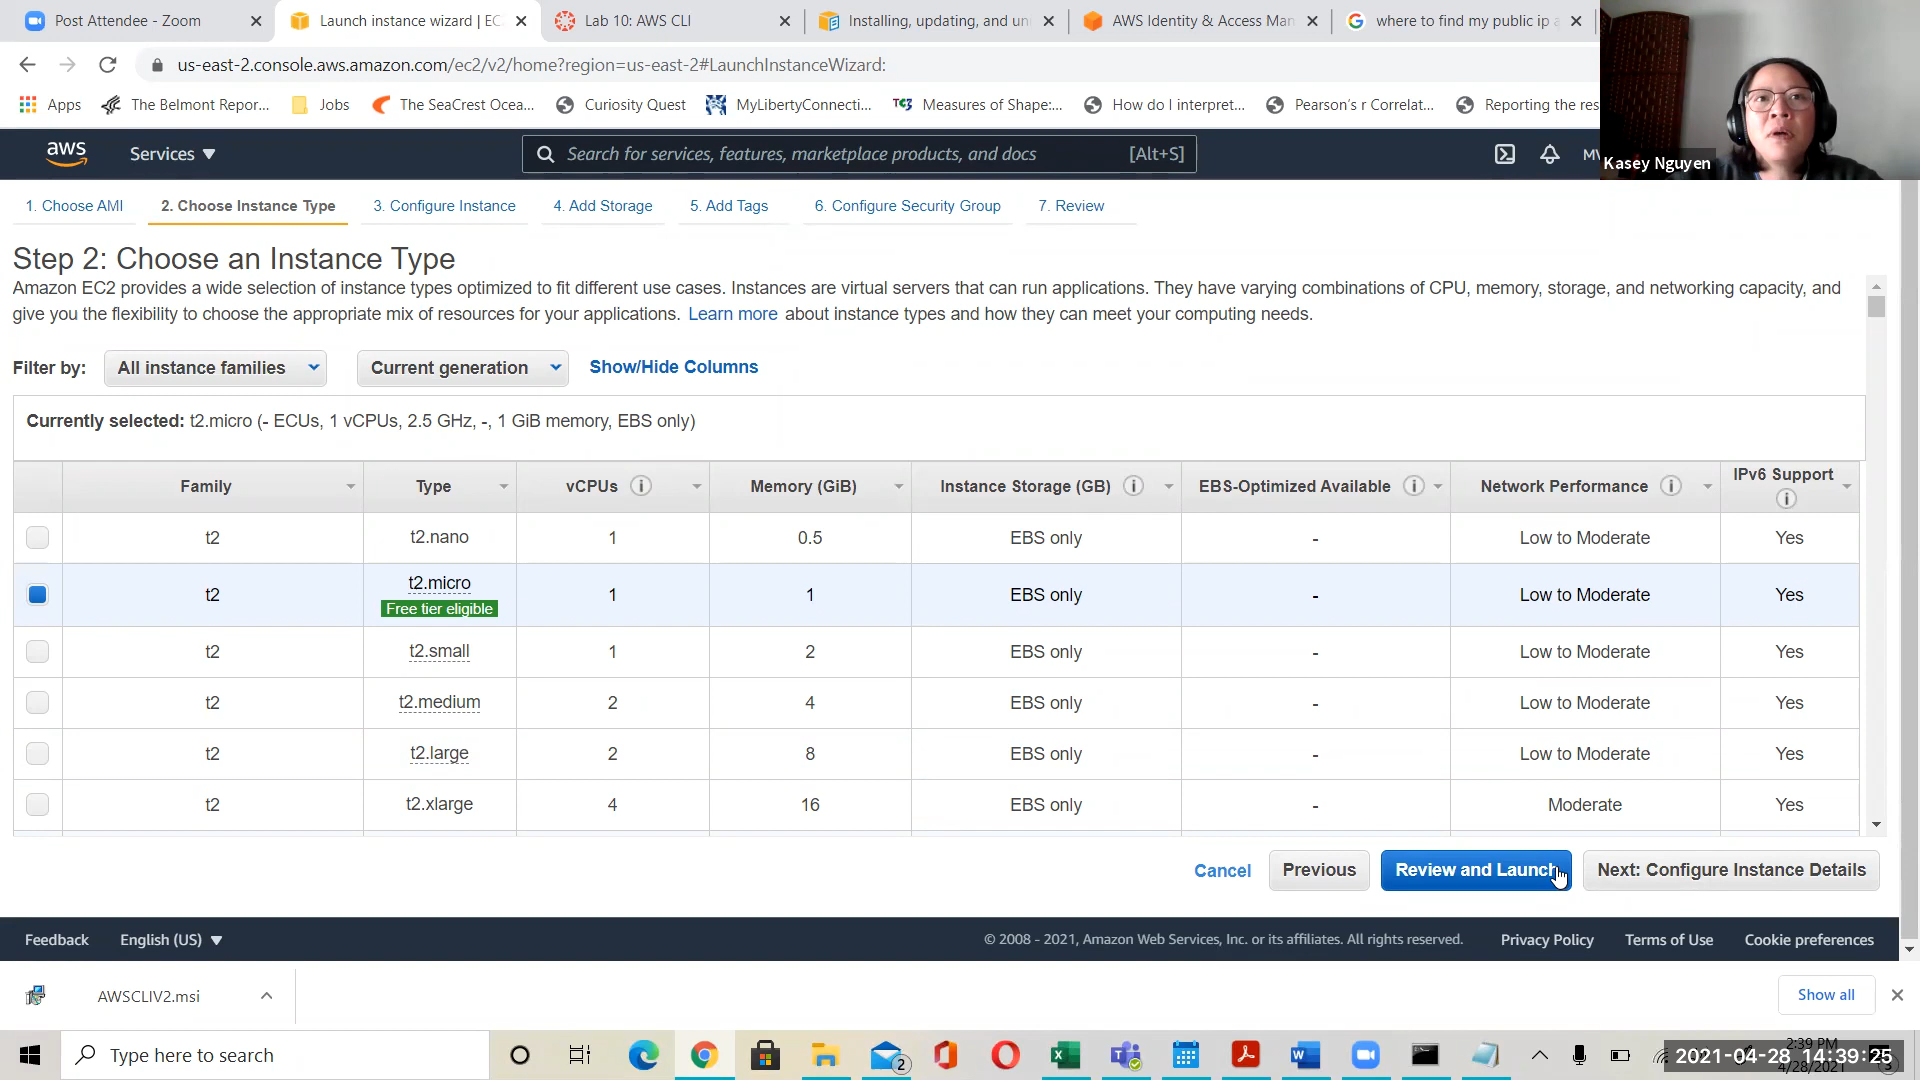 Post Attendee - Zoom
Launch instance wizard | EC
Lab 10: AWS CLI
Installing, updating, and un
AWS Identity & Access Man
where to find my public ip a
us-east-2.console.aws.amazon.com/ec2/v2/home?region=us-east-2#LaunchInstanceWizard:
Apps
The Belmont Repor...
Jobs
The SeaCrest Ocea...
Curiosity Quest
MyLibertyConnecti...
Measures of Shape:...
How do I interpret...
Pearson's r Correlat...
Reporting the res
aws
Services
Search for services, features, marketplace products, and docs
[Alt+S]
Kasey Nguyen
1. Choose AMI
2. Choose Instance Type
3. Configure Instance
4. Add Storage
5. Add Tags
6. Configure Security Group
7. Review
Step 2: Choose an Instance Type
Amazon EC2 provides a wide selection of instance types optimized to fit different use cases. Instances are virtual servers that can run applications. They have varying combinations of CPU, memory, storage, and networking capacity, and
give you the flexibility to choose the appropriate mix of resources for your applications. Learn more about instance types and how they can meet your computing needs.
Filter by:
All instance families
Current generation
Show/Hide Columns
Currently selected: t2.micro (- ECUs, 1 vCPUs, 2.5 GHz, -, 1 GiB memory, EBS only)
Family Type vCPUs Memory (GiB) Instance Storage (GB) EBS-Optimized Available Network Performance IPv6 Support
t2 t2.nano 1 0.5 EBS only - Low to Moderate Yes
t2 t2.micro 1 1 EBS only - Low to Moderate Yes
Free tier eligible
t2 t2.small 1 2 EBS only - Low to Moderate Yes
t2 t2.medium 2 4 EBS only - Low to Moderate Yes
t2 t2.large 2 8 EBS only - Low to Moderate Yes
t2 t2.xlarge 4 16 EBS only - Moderate Yes
Cancel
Previous
Review and Launch
Next: Configure Instance Details
Feedback
English (US)
© 2008 - 2021, Amazon Web Services, Inc. or its affiliates. All rights reserved.
Privacy Policy
Terms of Use
Cookie preferences
AWSCLIV2.msi
Show all
Type here to search
2
2:39 PM
2021-04-28 14:39:25
4/28/2021